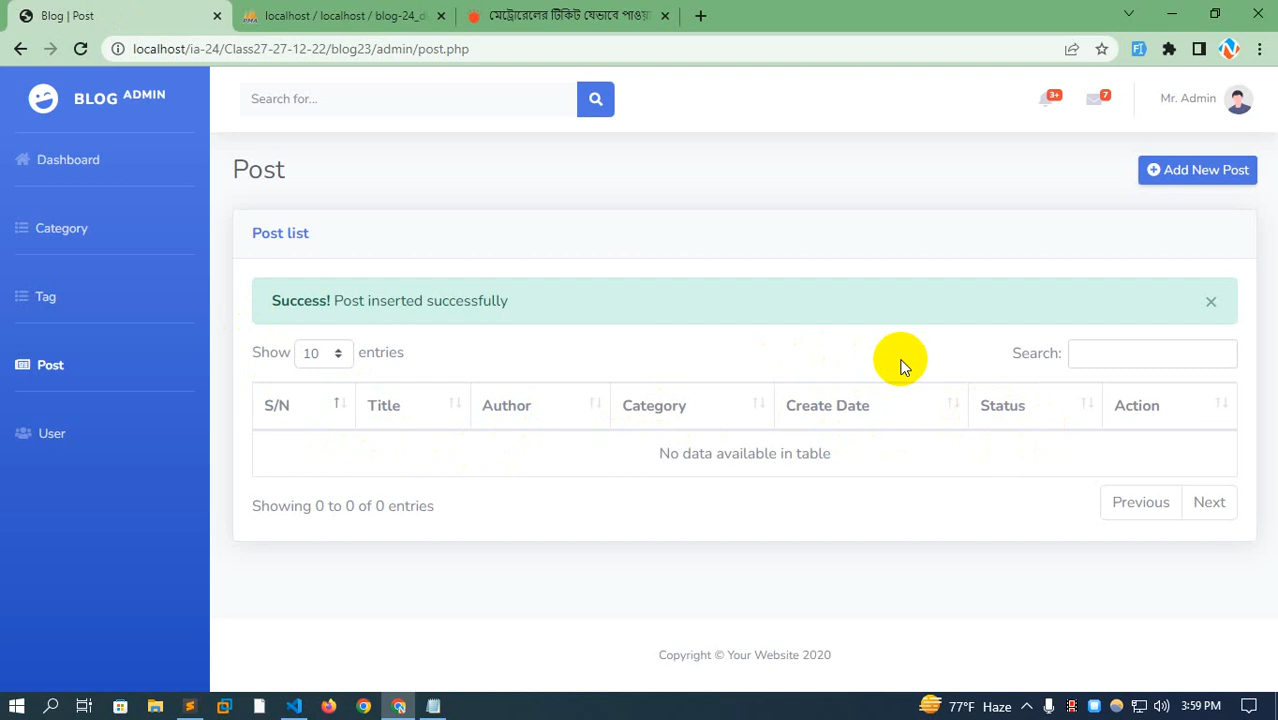 Blog | Post
localhost / localhost / blog-24_d
মেট্রোরেলের টিকিট যেভাবে পাওয়
localhost/ia-24/Class27-27-12-22/blog23/admin/post.php
BLOG ADMIN
Search for...
3+
7
Mr. Admin
Dashboard
Category
Tag
Post
User
Post
Add New Post
Post list
Success! Post inserted successfully
×
Show 10 entries
Search:
S/N Title Author Category Create Date Status Action
No data available in table
Showing 0 to 0 of 0 entries
Previous Next
Copyright © Your Website 2020
77°F Haze
3:59 PM